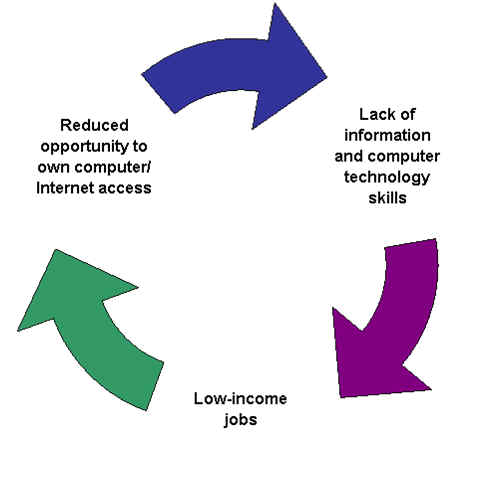 Reduced
opportunity to
own computer/
Internet access
Lack of
information
and computer
technology
skills
Low-income
jobs